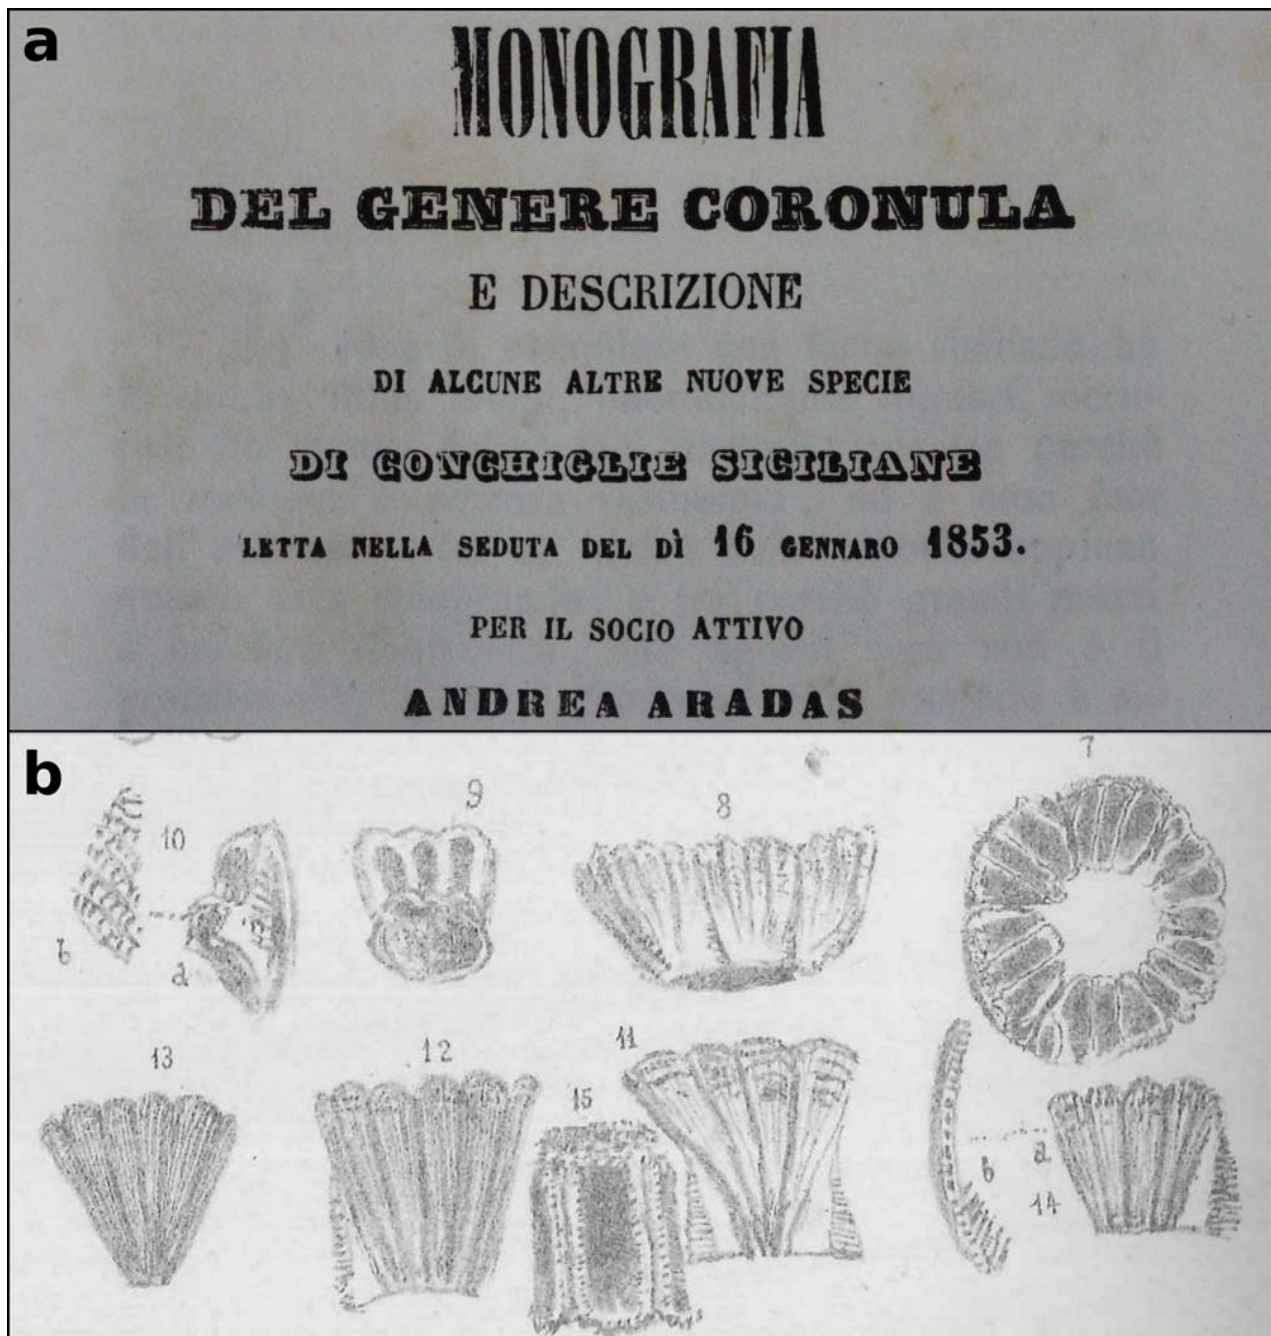 a
MONOGRAFIA
DEL GENERE CORONULA
E DESCRIZIONE
DI ALCUNE ALTRE NUOVE SPECIE
DI CONCHIGLIE SICILIANE
LETTA NELLA SEDUTA DEL DÌ 16 GENNARO 1853.
PER IL SOCIO ATTIVO
ANDREA ARADAS
b
7
8
9
10
b
a
13
12
11
15
a
b
14